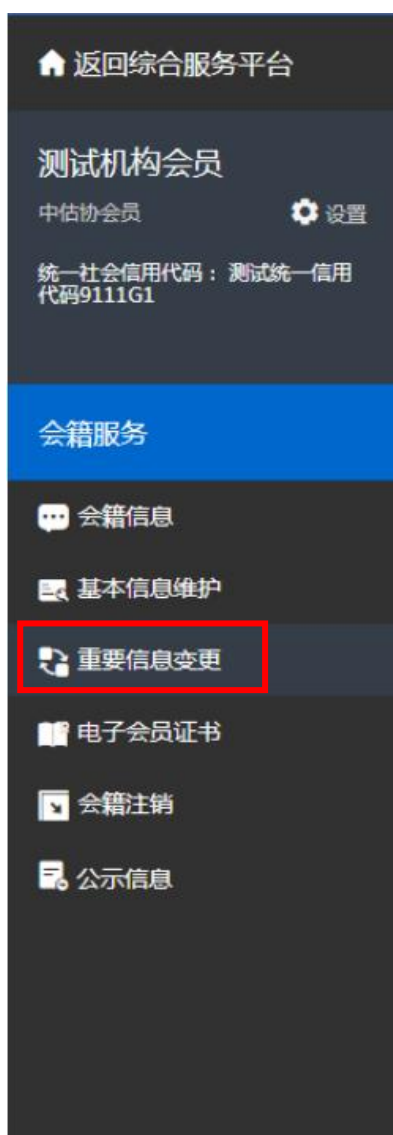 返回综合服务平台
测试机构会员
中估协会员 设置
统一社会信用代码： 测试统一信用
代码9111G1
会籍服务
会籍信息
基本信息维护
重要信息变更
电子会员证书
会籍注销
公示信息